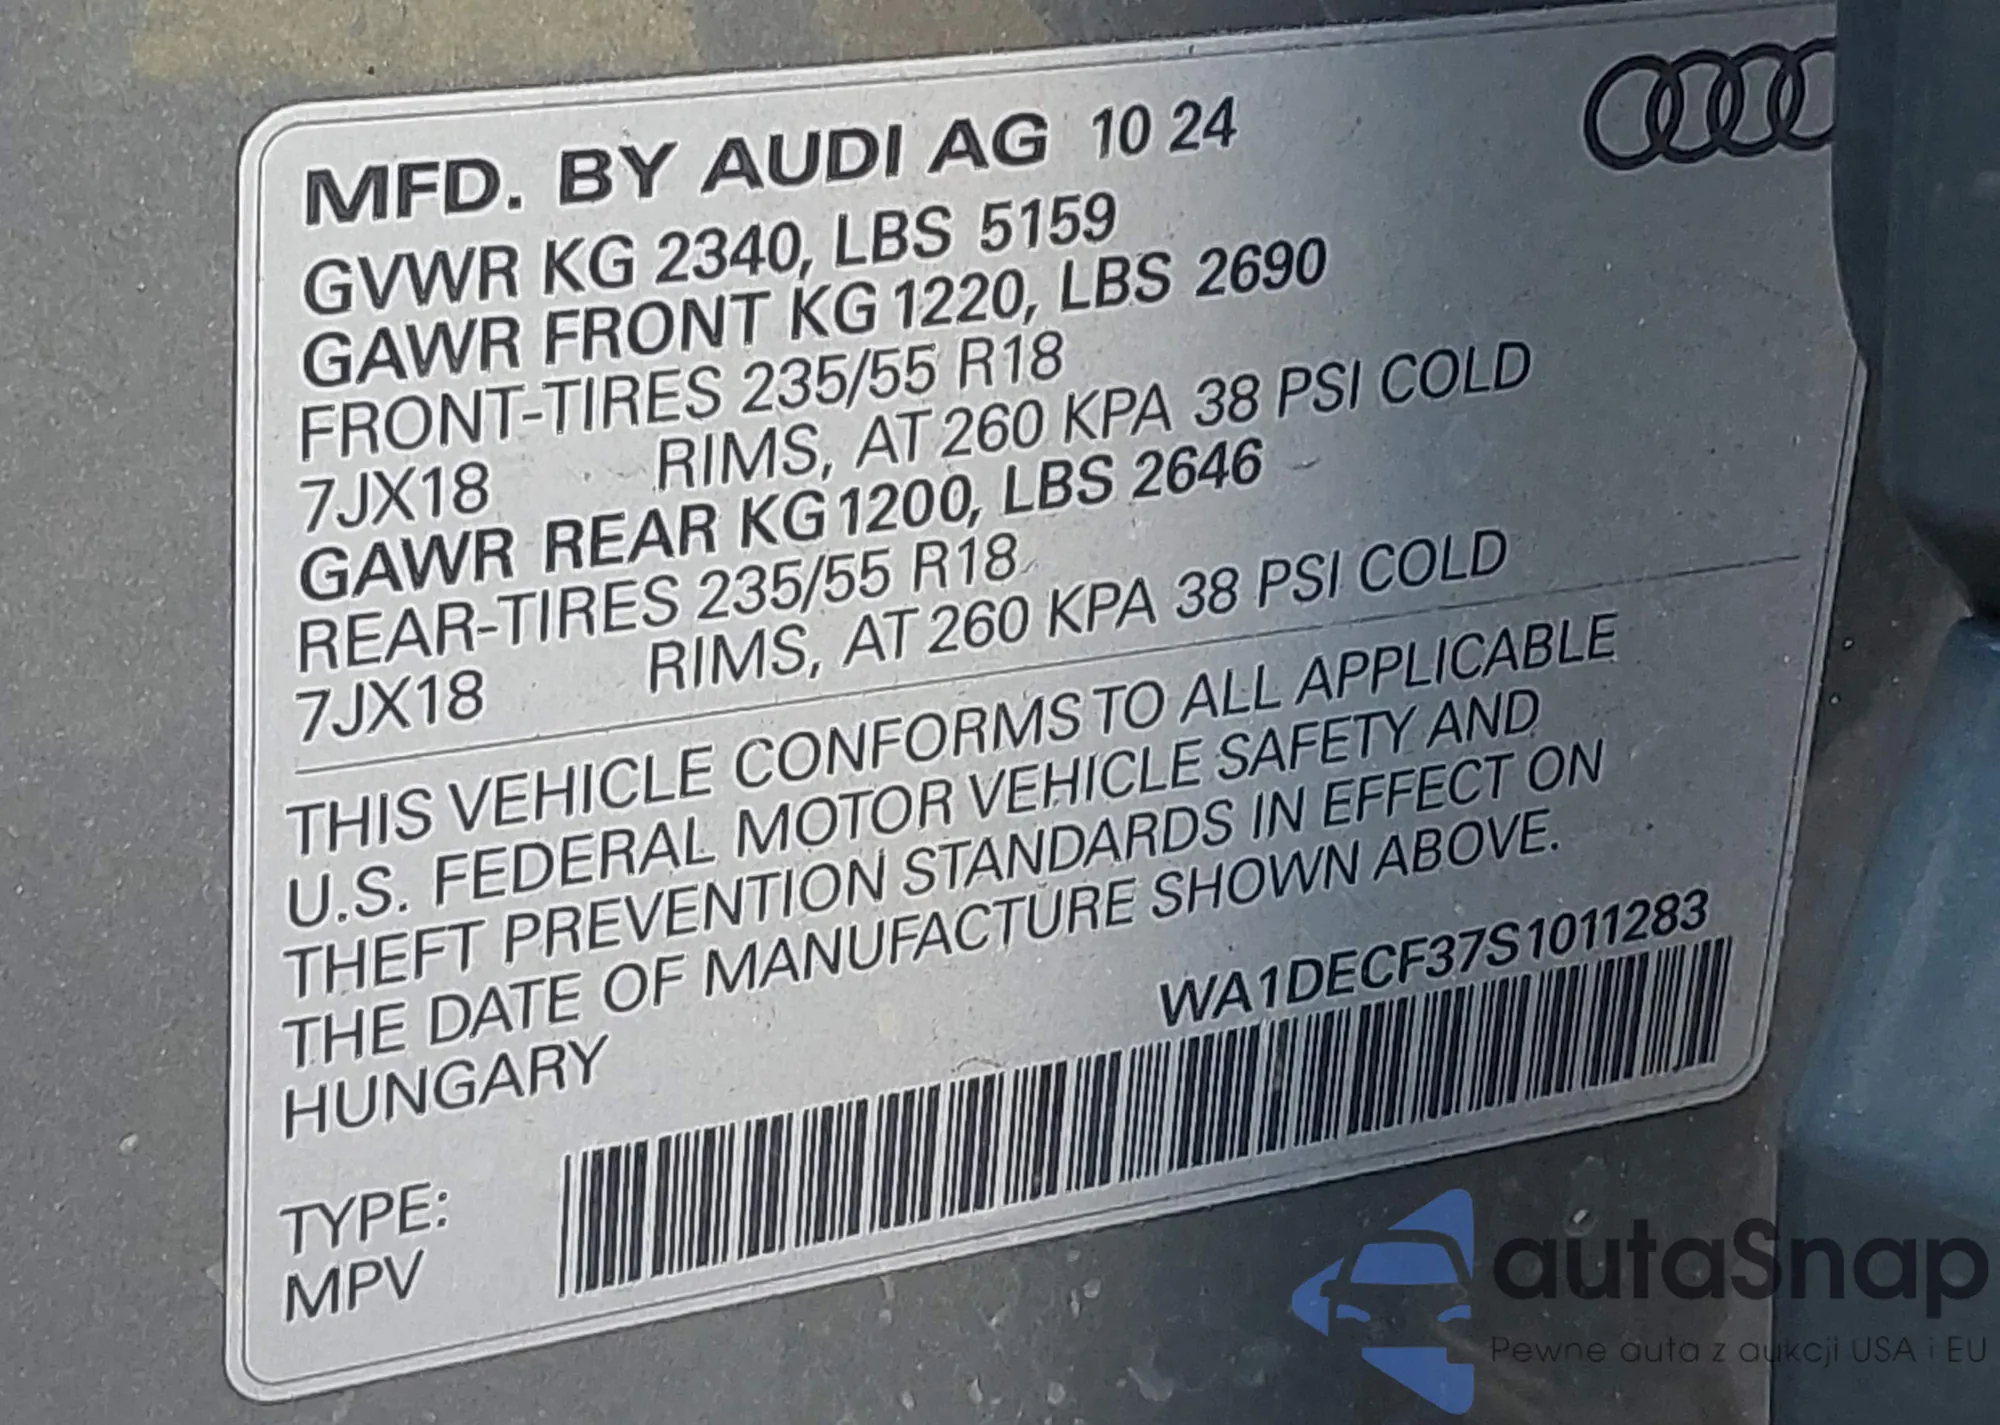 MFD. BY AUDI AG 10 24
GVWR KG 2340, LBS 5159
GAWR FRONT KG 1220, LBS 2690
FRONT-TIRES 235/55 R18
7JX18 RIMS, AT 260 KPA 38 PSI COLD
GAWR REAR KG 1200, LBS 2646
REAR-TIRES 235/55 R18
7JX18 RIMS, AT 260 KPA 38 PSI COLD
THIS VEHICLE CONFORMS TO ALL APPLICABLE
U.S. FEDERAL MOTOR VEHICLE SAFETY AND
THEFT PREVENTION STANDARDS IN EFFECT ON
THE DATE OF MANUFACTURE SHOWN ABOVE.
HUNGARY
WA1DECF37S1011283
TYPE:
MPV
autaSnap
Pewne auta z aukcji USA i EU